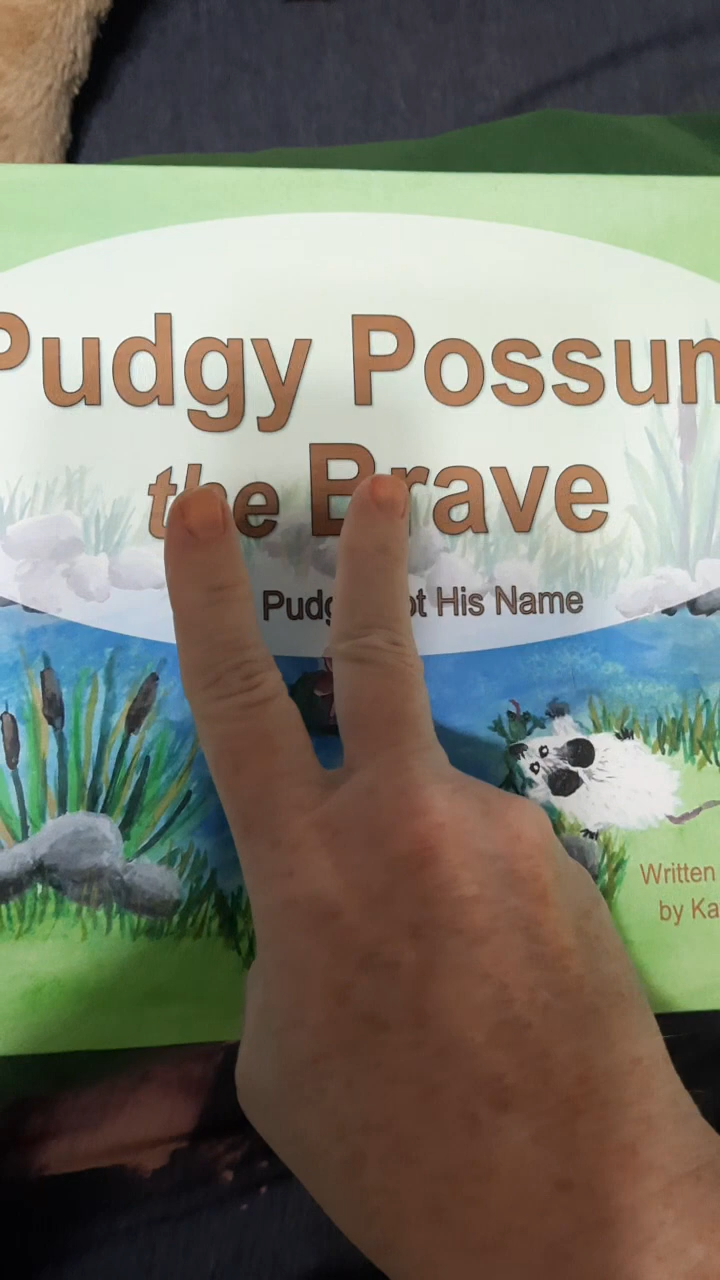 Pudgy Possum
the Brave
Pudg ot His Name
Written
by Ka